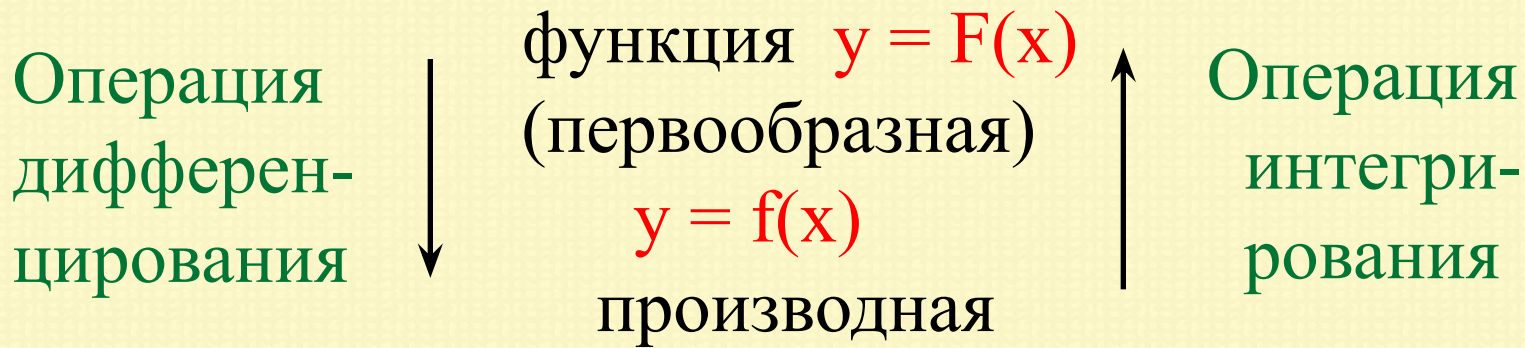 Операция
дифферен-
цирования
функция y = F(x)
(первообразная)
y = f(x)
производная
Операция
интегри-
рования